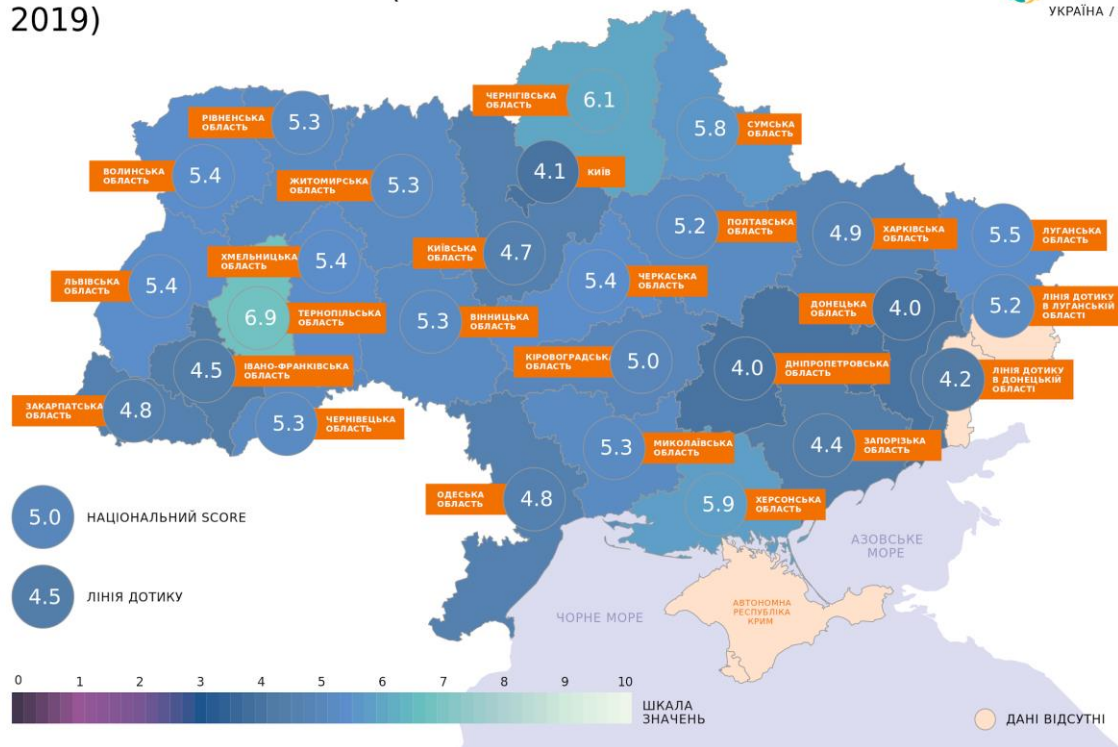 2019)
УКРАЇНА /
ЧЕРНІГІВСЬКА
ОБЛАСТЬ
6.1
РІВНЕНСЬКА
ОБЛАСТЬ
5.3
5.8
СУМСЬКА
ОБЛАСТЬ
ВОЛИНСЬКА
ОБЛАСТЬ
5.4
ЖИТОМИРСЬКА
ОБЛАСТЬ
5.3
4.1
КИЇВ
5.2
ПОЛТАВСЬКА
ОБЛАСТЬ
4.9
ХАРКІВСЬКА
ОБЛАСТЬ
5.5
ЛУГАНСЬКА
ОБЛАСТЬ
ХМЕЛЬНИЦЬКА
ОБЛАСТЬ
5.4
КИЇВСЬКА
ОБЛАСТЬ
4.7
ЛЬВІВСЬКА
ОБЛАСТЬ
5.4
5.4
ЧЕРКАСЬКА
ОБЛАСТЬ
ДОНЕЦЬКА
ОБЛАСТЬ
4.0
5.2
ЛІНІЯ ДОТИКУ
В ЛУГАНСЬКІЙ
ОБЛАСТІ
6.9
ТЕРНОПІЛЬСЬКА
ОБЛАСТЬ
5.3
ВІННИЦЬКА
ОБЛАСТЬ
4.5
ІВАНО-ФРАНКІВСЬКА
ОБЛАСТЬ
КІРОВОГРАДСЬКА
ОБЛАСТЬ
5.0
4.0
ДНІПРОПЕТРОВСЬКА
ОБЛАСТЬ
4.2
ЛІНІЯ ДОТИКУ
В ДОНЕЦЬКІЙ
ОБЛАСТІ
ЗАКАРПАТСЬКА
ОБЛАСТЬ
4.8
5.3
ЧЕРНІВЕЦЬКА
ОБЛАСТЬ
5.3
МИКОЛАЇВСЬКА
ОБЛАСТЬ
4.4
ЗАПОРІЗЬКА
ОБЛАСТЬ
ОДЕСЬКА
ОБЛАСТЬ
4.8
5.9
ХЕРСОНСЬКА
ОБЛАСТЬ
5.0
НАЦІОНАЛЬНИЙ SCORE
АЗОВСЬКЕ
МОРЕ
4.5
ЛІНІЯ ДОТИКУ
ЧОРНЕ МОРЕ
АВТОНОМНА
РЕСПУБЛІКА
КРИМ
0 1 2 3 4 5 6 7 8 9 10
ШКАЛА
ЗНАЧЕНЬ
ДАНІ ВІДСУТНІ